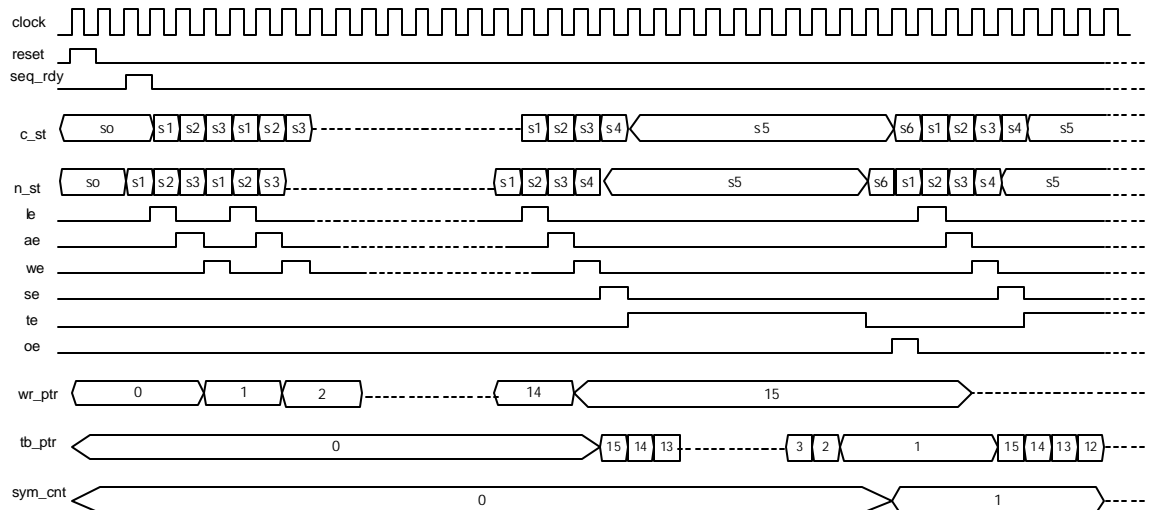 clock
reset
seq_rdy
c_st so s1 s2 s3 s1 s2 s3 s1 s2 s3 s4 s5 s6 s1 s2 s3 s4 s5
n_st so s1 s2 s3 s1 s2 s3 s1 s2 s3 s4 s5 s6 s1 s2 s3 s4 s5
le
ae
we
se
te
oe
wr_ptr 0 1 2 14 15
tb_ptr 0 15 14 13 3 2 1 15 14 13 12
sym_cnt 0 1